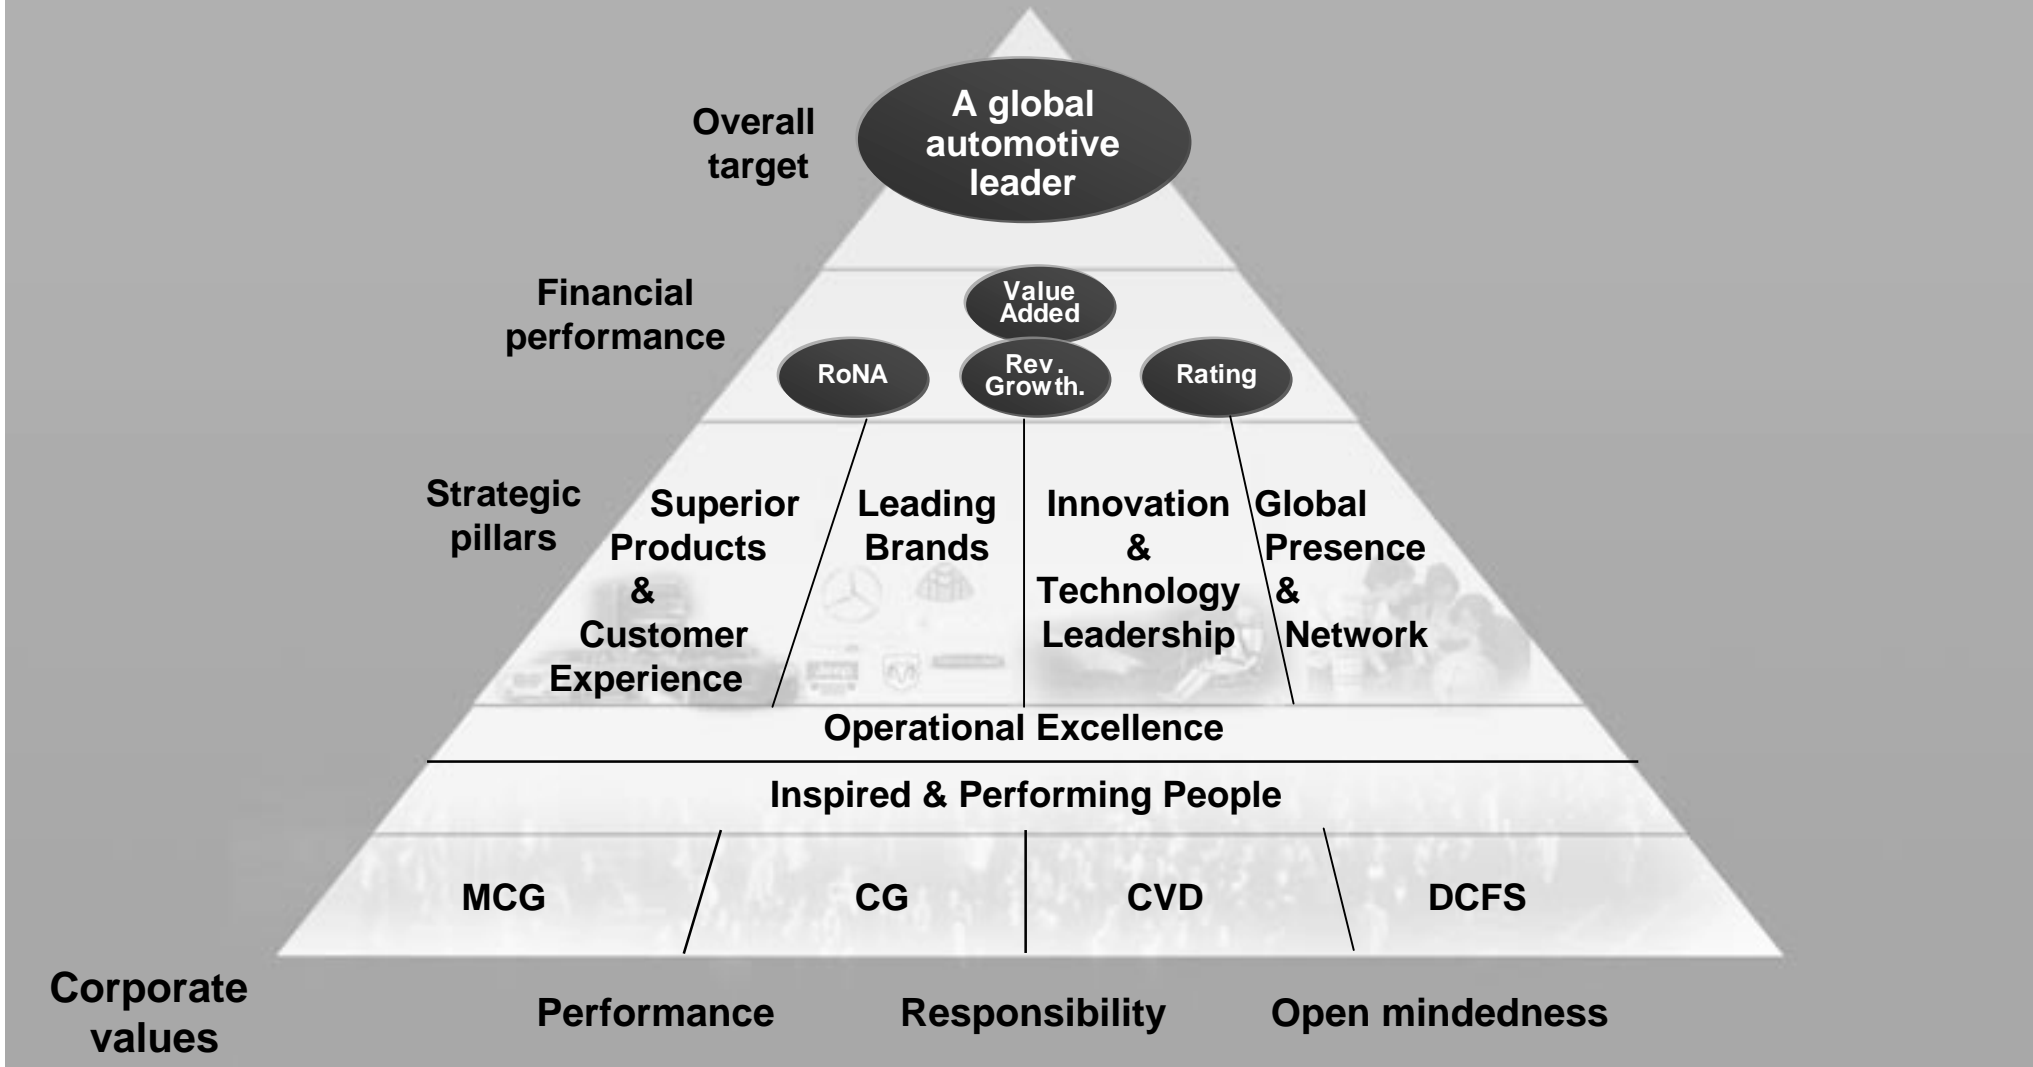 Overall
target
A global
automotive
leader
Financial
performance
Value
Added
RoNA
Rev.
Growth.
Rating
Strategic
pillars
Superior
Products
&
Customer
Experience
Leading
Brands
Innovation
&
Technology
Leadership
Global
Presence
&
Network
Operational Excellence
Inspired & Performing People
MCG
CG
CVD
DCFS
Corporate
values
Performance
Responsibility
Open mindedness